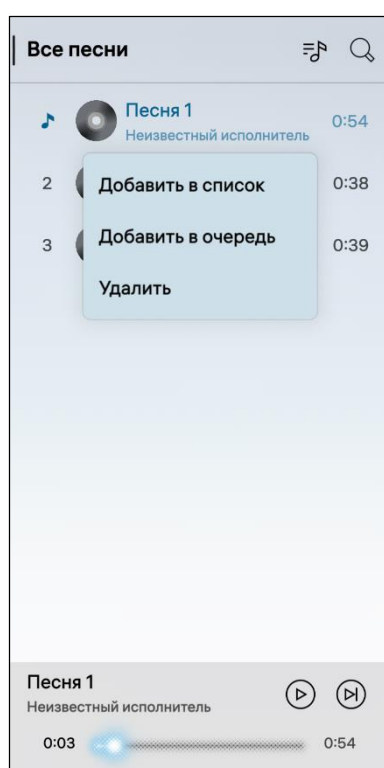 Все песни
Песня 1
Неизвестный исполнитель
0:54
2
Добавить в список
0:38
3
Добавить в очередь
0:39
Удалить
Песня 1
Неизвестный исполнитель
0:03
0:54